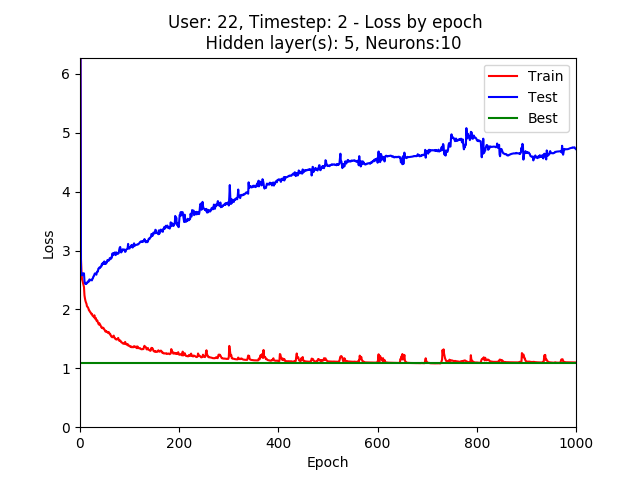 User: 22, Timestep: 2 - Loss by epoch
Hidden layer(s): 5, Neurons:10
Train
Test
Best
Loss
6
5
4
3
2
1
0
0 200 400 600 800 1000
Epoch